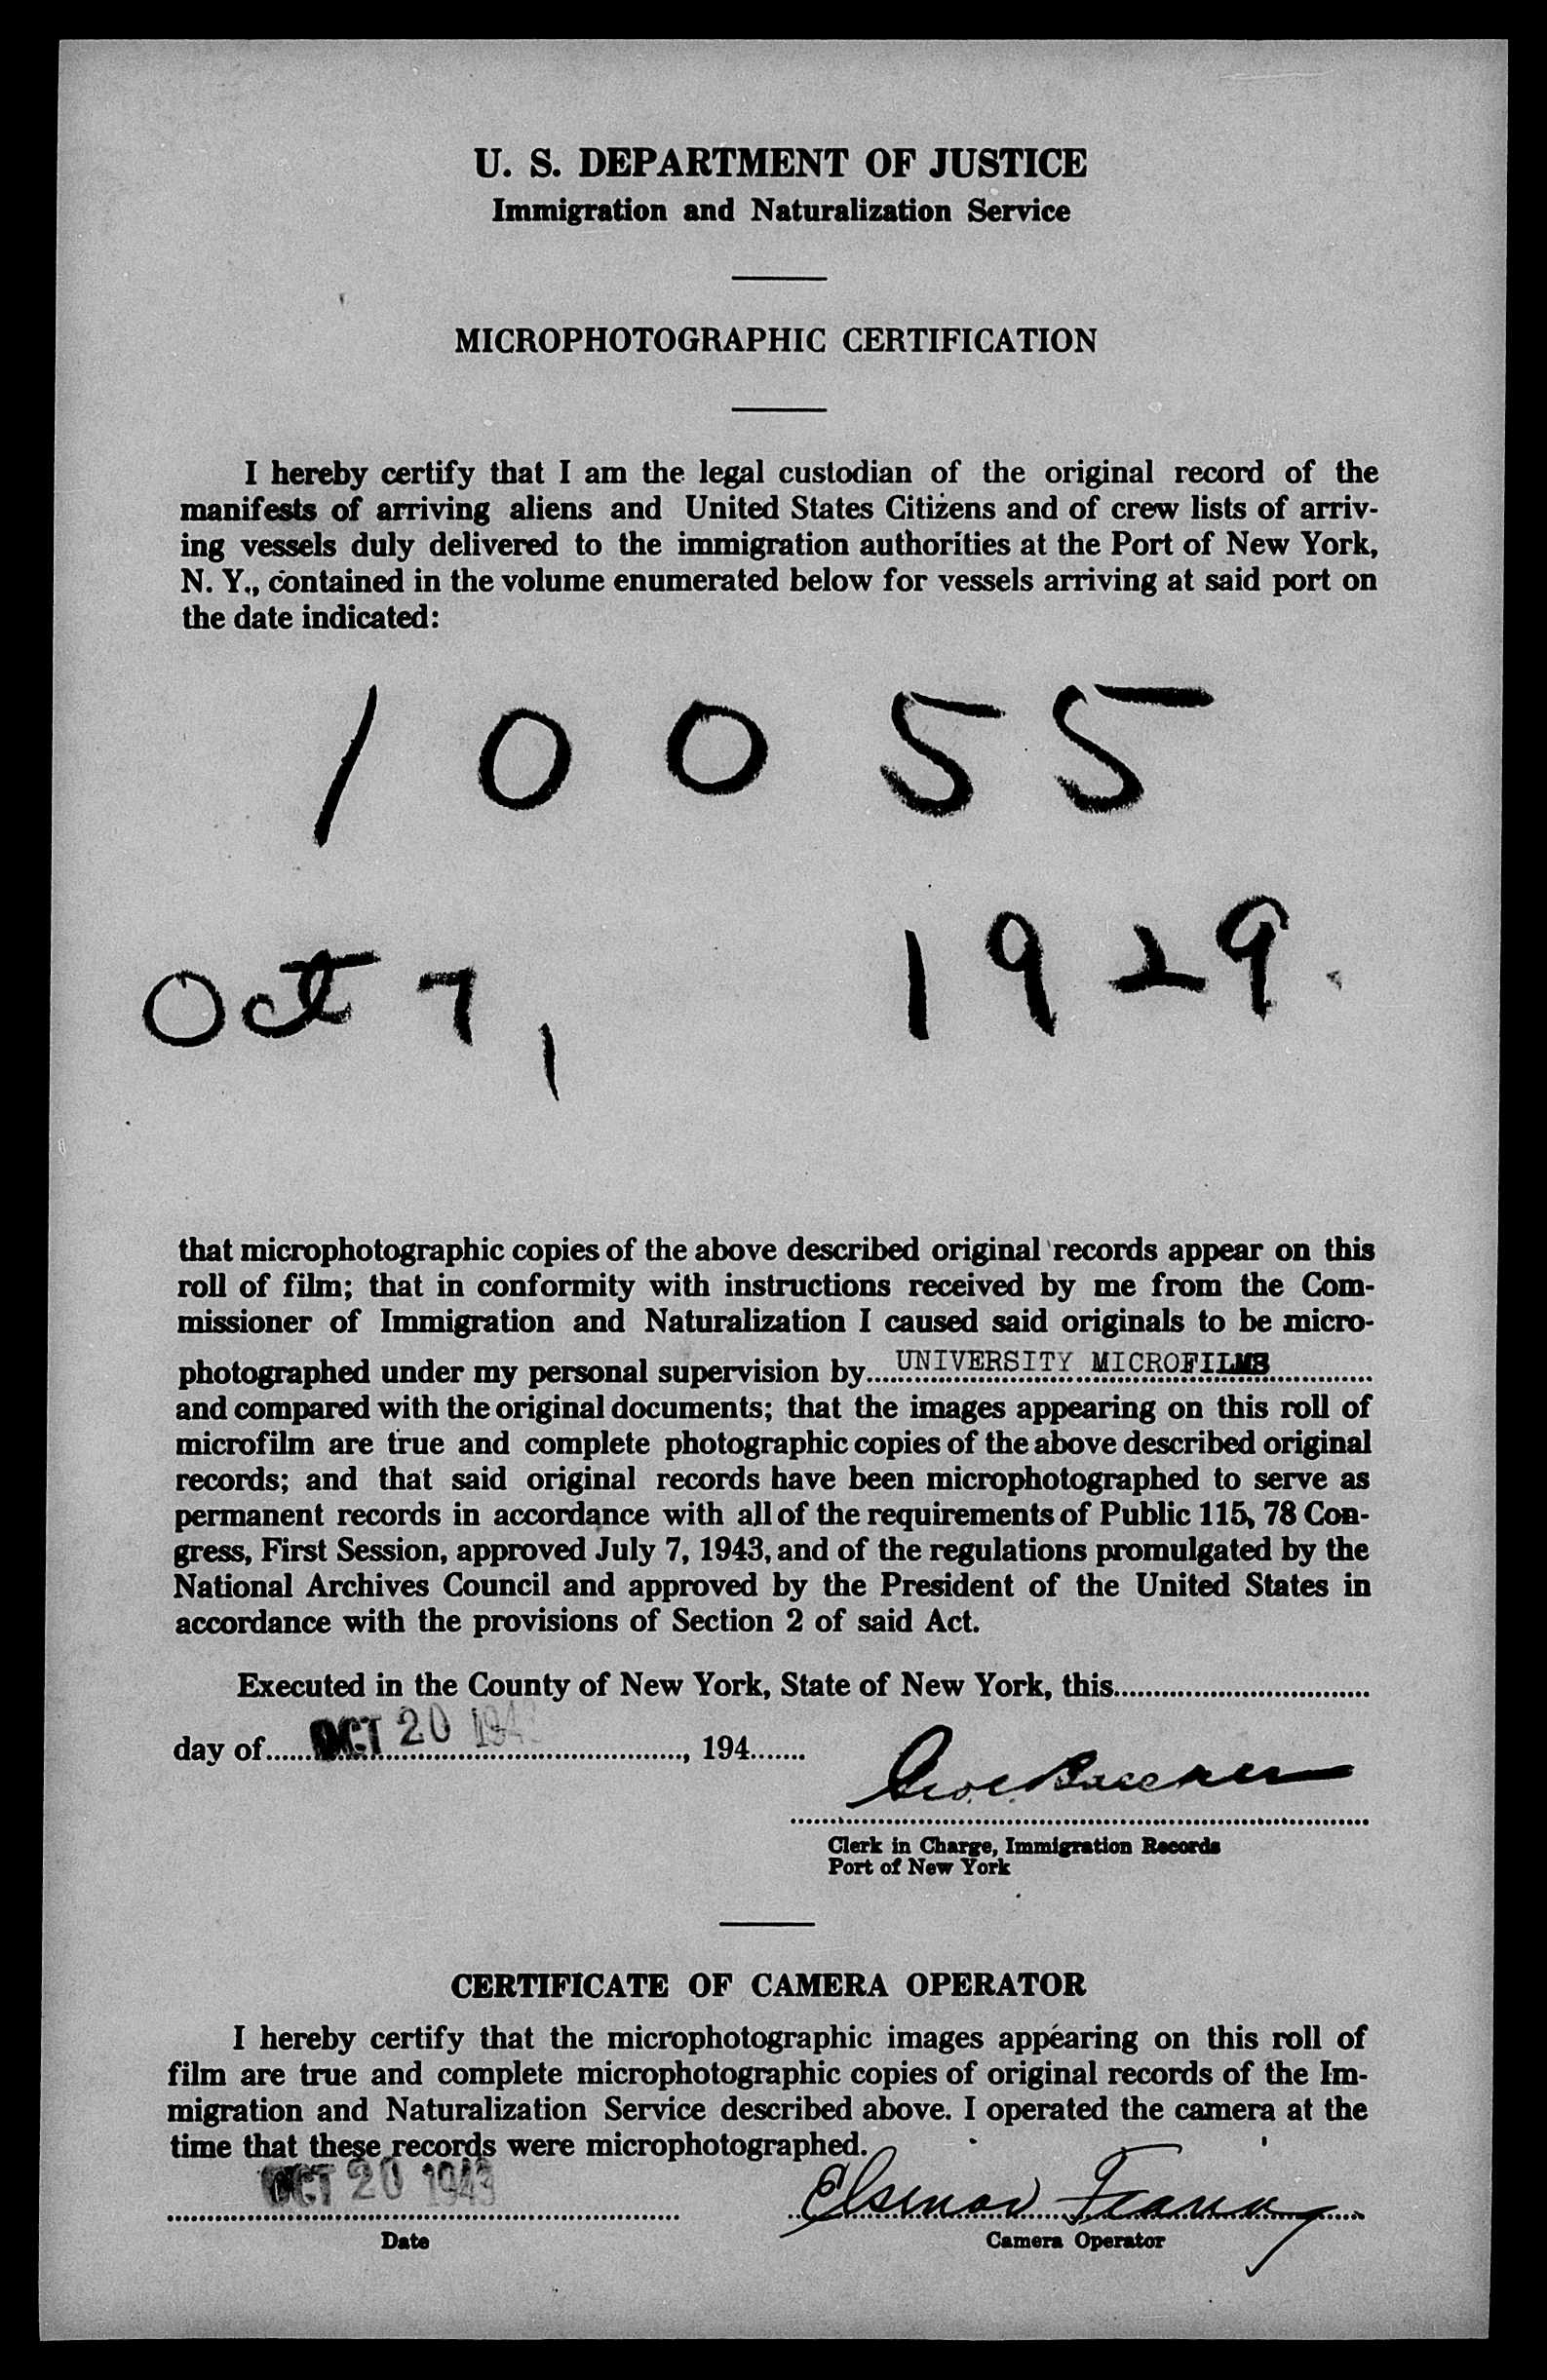 U. S. DEPARTMENT OF JUSTICE
Immigration and Naturalization Service
MICROPHOTOGRAPHIC CERTIFICATION
I hereby certify that I am the legal custodian of the original record of the
manifests of arriving aliens and United States Citizens and of crew lists of arriv-
ing vessels duly delivered to the immigration authorities at the Port of New York,
N. Y., contained in the volume enumerated below for vessels arriving at said port on
the date indicated:
10055
Oct 7, 1929.
that microphotographic copies of the above described original records appear on this
roll of film; that in conformity with instructions received by me from the Com-
missioner of Immigration and Naturalization I caused said originals to be micro-
photographed under my personal supervision by UNIVERSITY MICROFILMS
and compared with the original documents; that the images appearing on this roll of
microfilm are true and complete photographic copies of the above described original
records; and that said original records have been microphotographed to serve as
permanent records in accordance with all of the requirements of Public 115, 78 Con-
gress, First Session, approved July 7, 1943, and of the regulations promulgated by the
National Archives Council and approved by the President of the United States in
accordance with the provisions of Section 2 of said Act.
Executed in the County of New York, State of New York, this
day of OCT 20 194 , 194
Clerk in Charge, Immigration Records
Port of New York
CERTIFICATE OF CAMERA OPERATOR
I hereby certify that the microphotographic images appearing on this roll of
film are true and complete microphotographic copies of original records of the Im-
migration and Naturalization Service described above. I operated the camera at the
time that these records were microphotographed.
OCT 20 1943
Date
Camera Operator